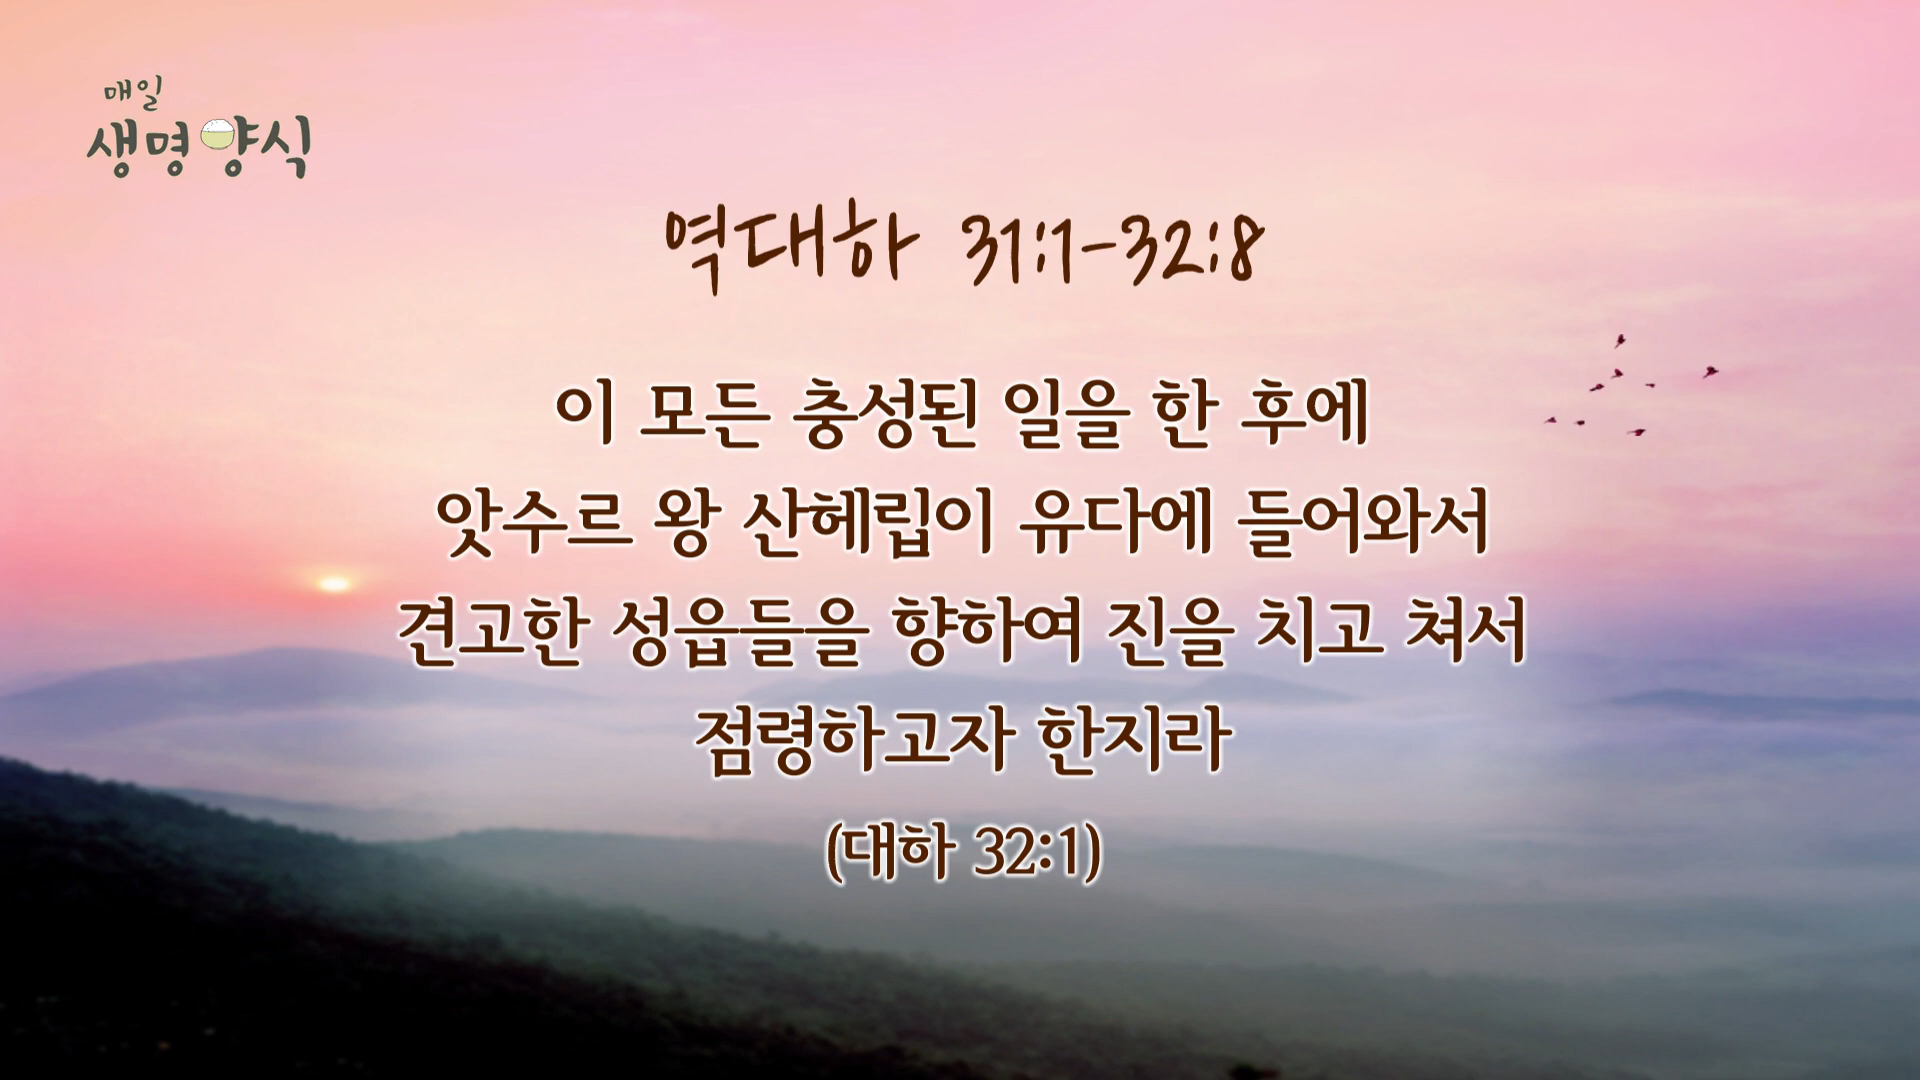 매일
생명양식
역대하 31:1-32:8
이 모든 충성된 일을 한 후에
앗수르 왕 산헤립이 유다에 들어와서
견고한 성읍들을 향하여 진을 치고 쳐서
점령하고자 한지라
(대하 32:1)